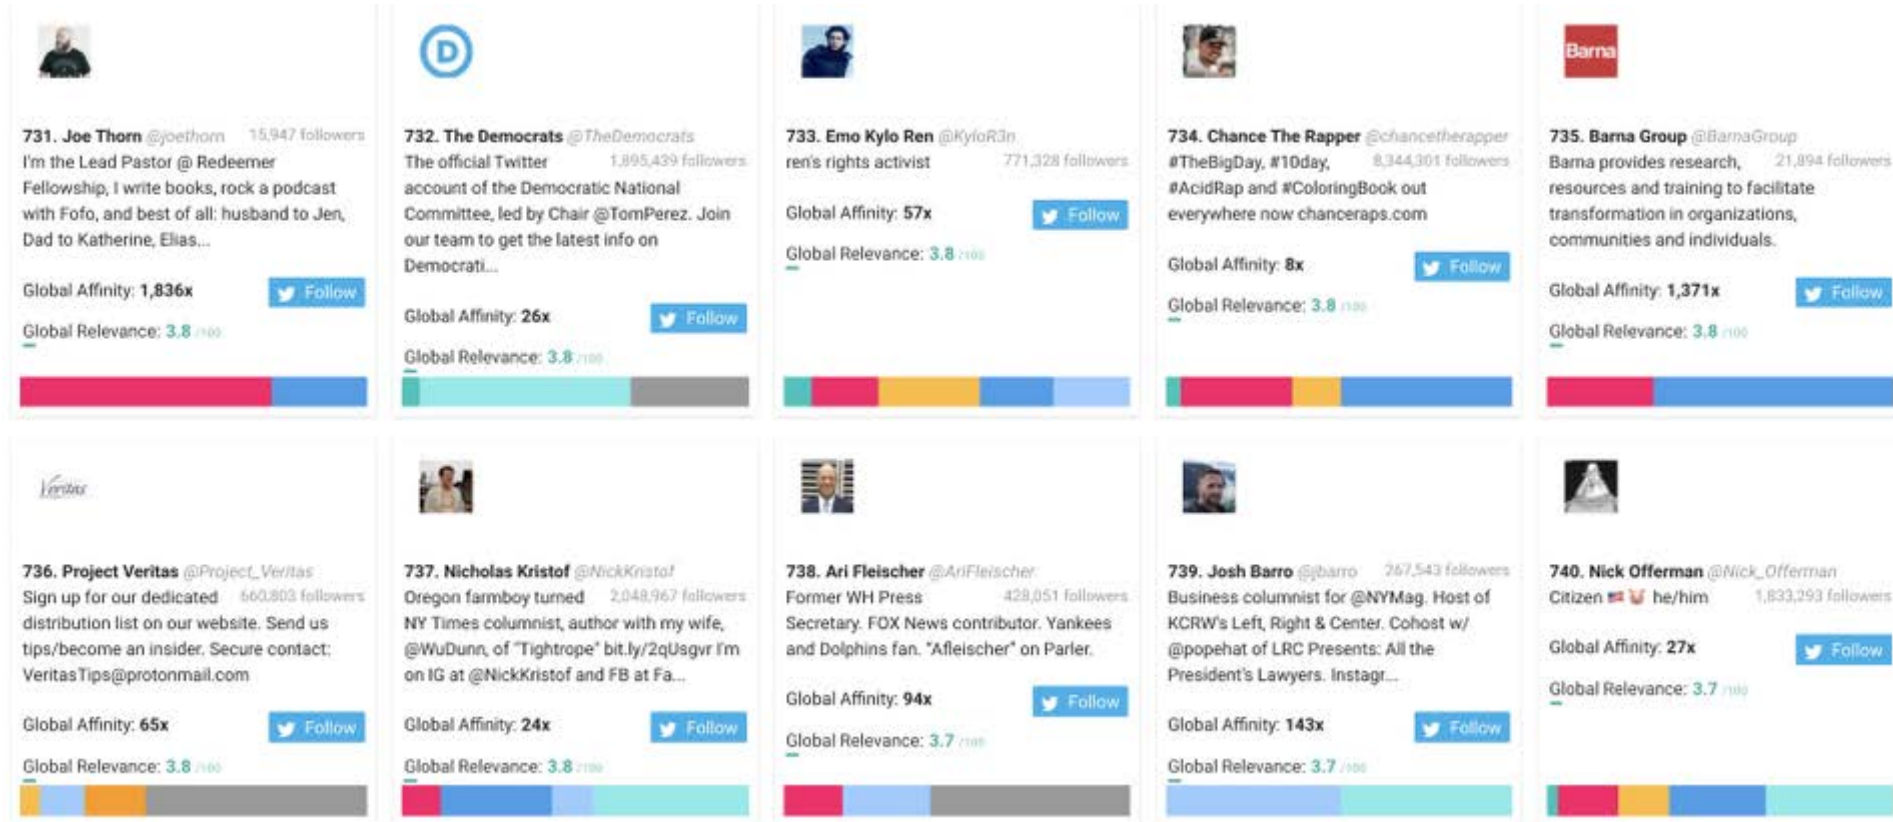 D
Barna
731. Joe Thorn @joethorn 15,947 followers
I'm the Lead Pastor @ Redeemer
Fellowship, I write books, rock a podcast
with Fofo, and best of all: husband to Jen,
Dad to Katherine, Elias...
Global Affinity: 1,836x
Follow
Global Relevance: 3.8 /100
732. The Democrats @TheDemocrats
The official Twitter 1,895,439 followers
account of the Democratic National
Committee, led by Chair @TomPerez. Join
our team to get the latest info on
Democrati...
Global Affinity: 26x
Follow
Global Relevance: 3.8 /100
733. Emo Kylo Ren @KyloR3n
ren's rights activist 771,328 followers
Global Affinity: 57x
Follow
Global Relevance: 3.8 /100
734. Chance The Rapper @chancetherapper
#TheBigDay, #10day, 8,344,301 followers
#AcidRap and #ColoringBook out
everywhere now chanceraps.com
Global Affinity: 8x
Follow
Global Relevance: 3.8 /100
735. Barna Group @BarnaGroup
Barna provides research, 21,894 followers
resources and training to facilitate
transformation in organizations,
communities and individuals.
Global Affinity: 1,371x
Follow
Global Relevance: 3.8 /100
Veritas
736. Project Veritas @Project_Veritas
Sign up for our dedicated 660,803 followers
distribution list on our website. Send us
tips/become an insider. Secure contact:
VeritasTips@protonmail.com
Global Affinity: 65x
Follow
Global Relevance: 3.8 /100
737. Nicholas Kristof @NickKristof
Oregon farmboy turned 2,048,967 followers
NY Times columnist, author with my wife,
@WuDunn, of "Tightrope" bit.ly/2qUsgvr I'm
on IG at @NickKristof and FB at Fa...
Global Affinity: 24x
Follow
Global Relevance: 3.8 /100
738. Ari Fleischer @AriFleischer
Former WH Press 428,051 followers
Secretary. FOX News contributor. Yankees
and Dolphins fan. "Afleischer" on Parler.
Global Affinity: 94x
Follow
Global Relevance: 3.7 /100
739. Josh Barro @jbarro 267,543 followers
Business columnist for @NYMag. Host of
KCRW's Left, Right & Center. Cohost w/
@popehat of LRC Presents: All the
President's Lawyers. Instagr...
Global Affinity: 143x
Follow
Global Relevance: 3.7 /100
740. Nick Offerman @Nick_Offerman
Citizen 🇺🇸 🐷 he/him 1,833,293 followers
Global Affinity: 27x
Follow
Global Relevance: 3.7 /100